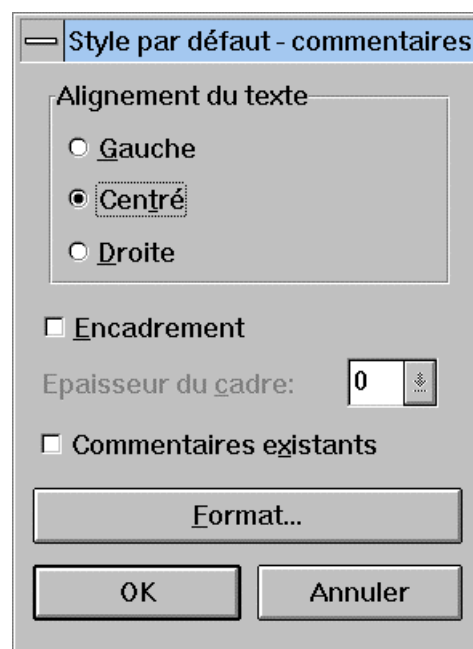 Style par défaut - commentaires
Alignement du texte
Gauche
Centré
Droite
Encadrement
Epaisseur du cadre: 0
Commentaires existants
Format...
OK Annuler